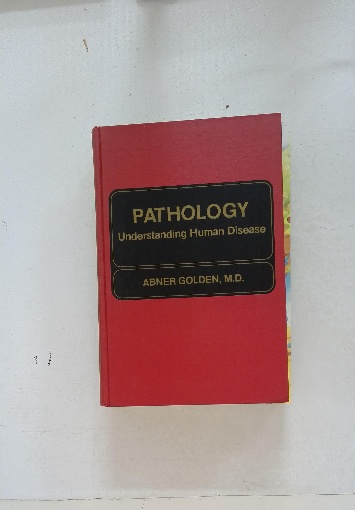 PATHOLOGY
Understanding Human Disease
ABNER GOLDEN, M.D.